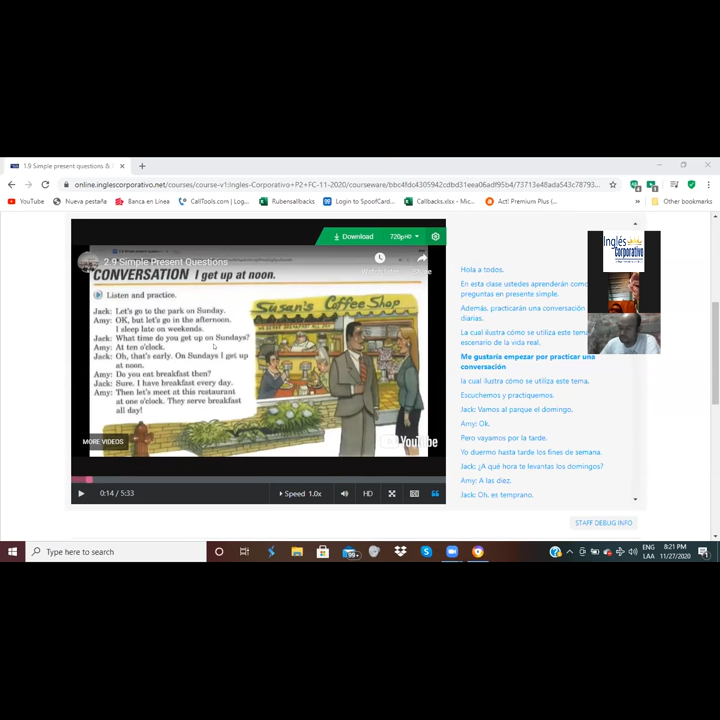 1.9 Simple present questions &
online.inglescorporativo.net/courses/course-v1:Ingles-Corporativo+P2+FC-11-2020/courseware/bbc4fdc4305942cdbd31eea06adf95b4/73713e48ada543c78793...
YouTube
Nueva pestaña
Banca en Línea
CallTools.com | Log...
Rubensallbacks
Login to SpoofCard...
Callbacks.xlsx - Mic...
Act! Premium Plus (...
Other bookmarks
Download
720p HD
2.9 Simple Present Questions
Watch later
Share
CONVERSATION I get up at noon.
Listen and practice.
Jack: Let's go to the park on Sunday.
Amy: OK, but let's go in the afternoon.
I sleep late on weekends.
Jack: What time do you get up on Sundays?
Amy: At ten o'clock.
Jack: Oh, that's early. On Sundays I get up
at noon.
Amy: Do you eat breakfast then?
Jack: Sure. I have breakfast every day.
Amy: Then let's meet at this restaurant
at one o'clock. They serve breakfast
all day!
Susan's Coffee Shop
WE SERVE BREAKFAST ALL DAY
MORE VIDEOS
YouTube
0:14 / 5:33
Speed 1.0x
HD
Inglés
Corporativo
Hola a todos.
En esta clase ustedes aprenderán como
preguntas en presente simple.
Además, practicarán una conversación
diarias.
La cual ilustra cómo se utiliza este tema
escenario de la vida real.
Me gustaría empezar por practicar una
conversación
la cual ilustra cómo se utiliza este tema.
Escuchemos y practiquemos.
Jack: Vamos al parque el domingo.
Amy: Ok.
Pero vayamos por la tarde.
Yo duermo hasta tarde los fines de semana.
Jack: ¿A qué hora te levantas los domingos?
Amy: A las diez.
Jack: Oh, es temprano.
STAFF DEBUG INFO
Type here to search
99+
ENG
LAA
8:21 PM
11/27/2020